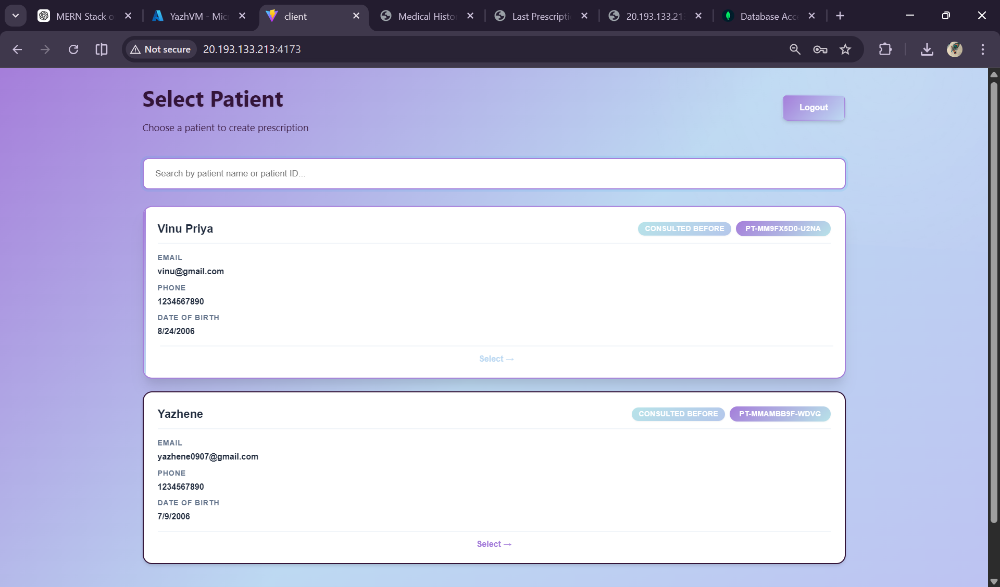 MERN Stack o
YazhVM - Mic
client
Medical Histor
Last Prescripti
20.193.133.21
Database Acc
Not secure
20.193.133.213:4173
Select Patient
Logout
Choose a patient to create prescription
Search by patient name or patient ID...
Vinu Priya
CONSULTED BEFORE
PT-MM9FX5D0-U2NA
EMAIL
vinu@gmail.com
PHONE
1234567890
DATE OF BIRTH
8/24/2006
Select →
Yazhene
CONSULTED BEFORE
PT-MMAMBB9F-WDVG
EMAIL
yazhene0907@gmail.com
PHONE
1234567890
DATE OF BIRTH
7/9/2006
Select →